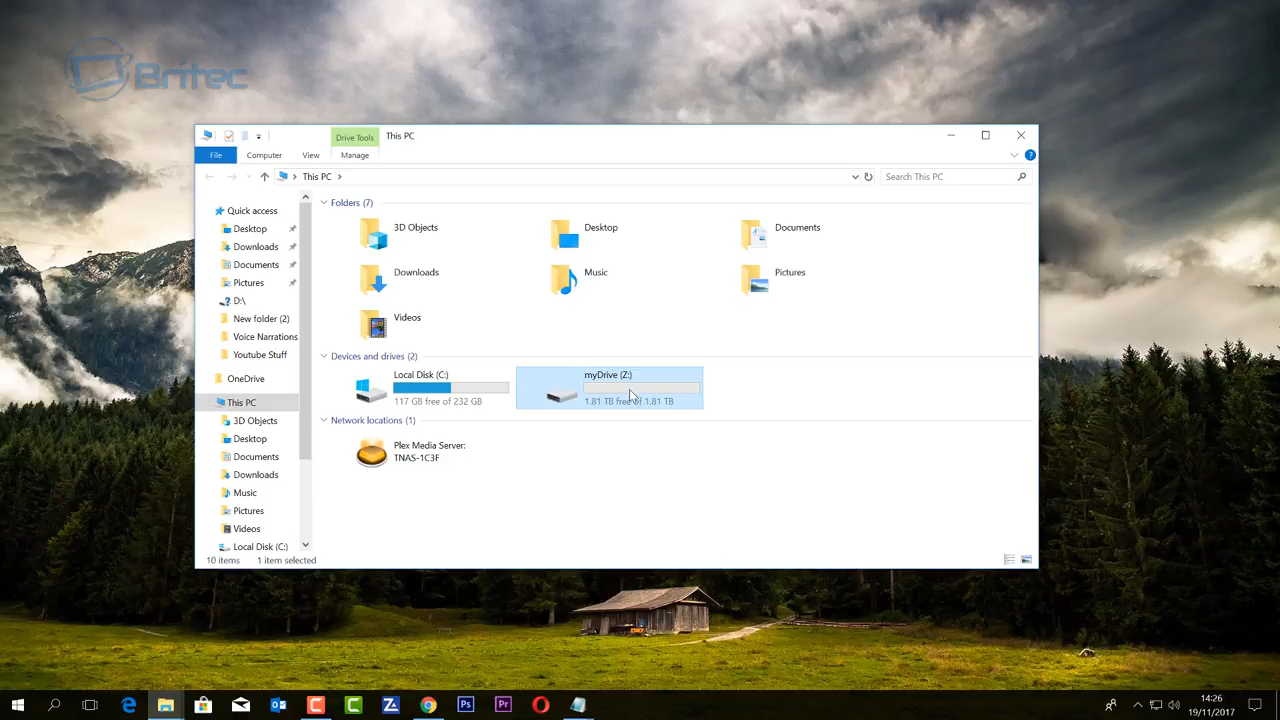 Britec
Drive Tools
This PC
File
Computer
View
Manage
This PC
Search This PC
Quick access
Desktop
Downloads
Documents
Pictures
D:\
New folder (2)
Voice Narrations
Youtube Stuff
OneDrive
This PC
3D Objects
Desktop
Documents
Downloads
Music
Pictures
Videos
Local Disk (C:)
Folders (7)
3D Objects
Desktop
Documents
Downloads
Music
Pictures
Videos
Devices and drives (2)
Local Disk (C:)
117 GB free of 232 GB
myDrive (Z:)
1.81 TB free of 1.81 TB
Network locations (1)
Plex Media Server:
TNAS-1C3F
10 items
1 item selected
Ps
Pr
14:26
19/11/2017